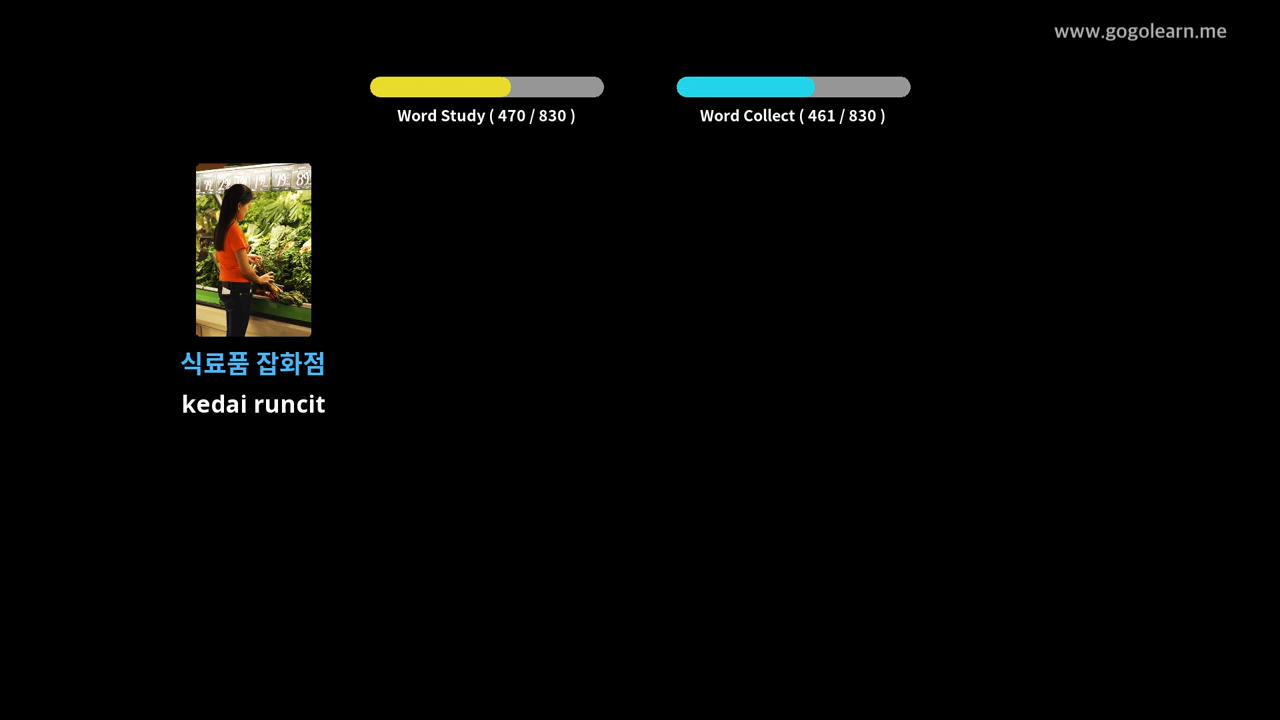 www.gogolearn.me
Word Study ( 470 / 830 )
Word Collect ( 461 / 830 )
식료품 잡화점
kedai runcit